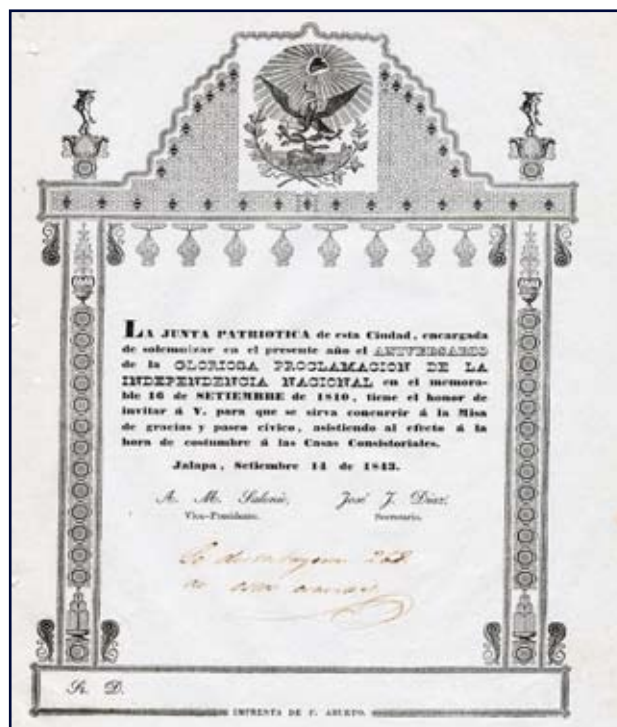 LA JUNTA PATRIOTICA de esta Ciudad, encargada
de solemnizar en el presente año el ANIVERSARIO
de la GLORIOSA PROCLAMACION DE LA
INDEPENDENCIA NACIONAL en el memora-
ble 16 de SETIEMBRE de 1810, tiene el honor de
invitar á V. para que se sirva concurrir á la Misa
de gracias y paseo cívico, asistiendo al efecto á la
hora de costumbre á las Casas Consistoriales.
Jalapa, Setiembre 14 de 1843.
A. M. José J. Diaz,
Vice-Presidente. Secretario.
Sr. D.
IMPRENTA DE F. ABURTO.